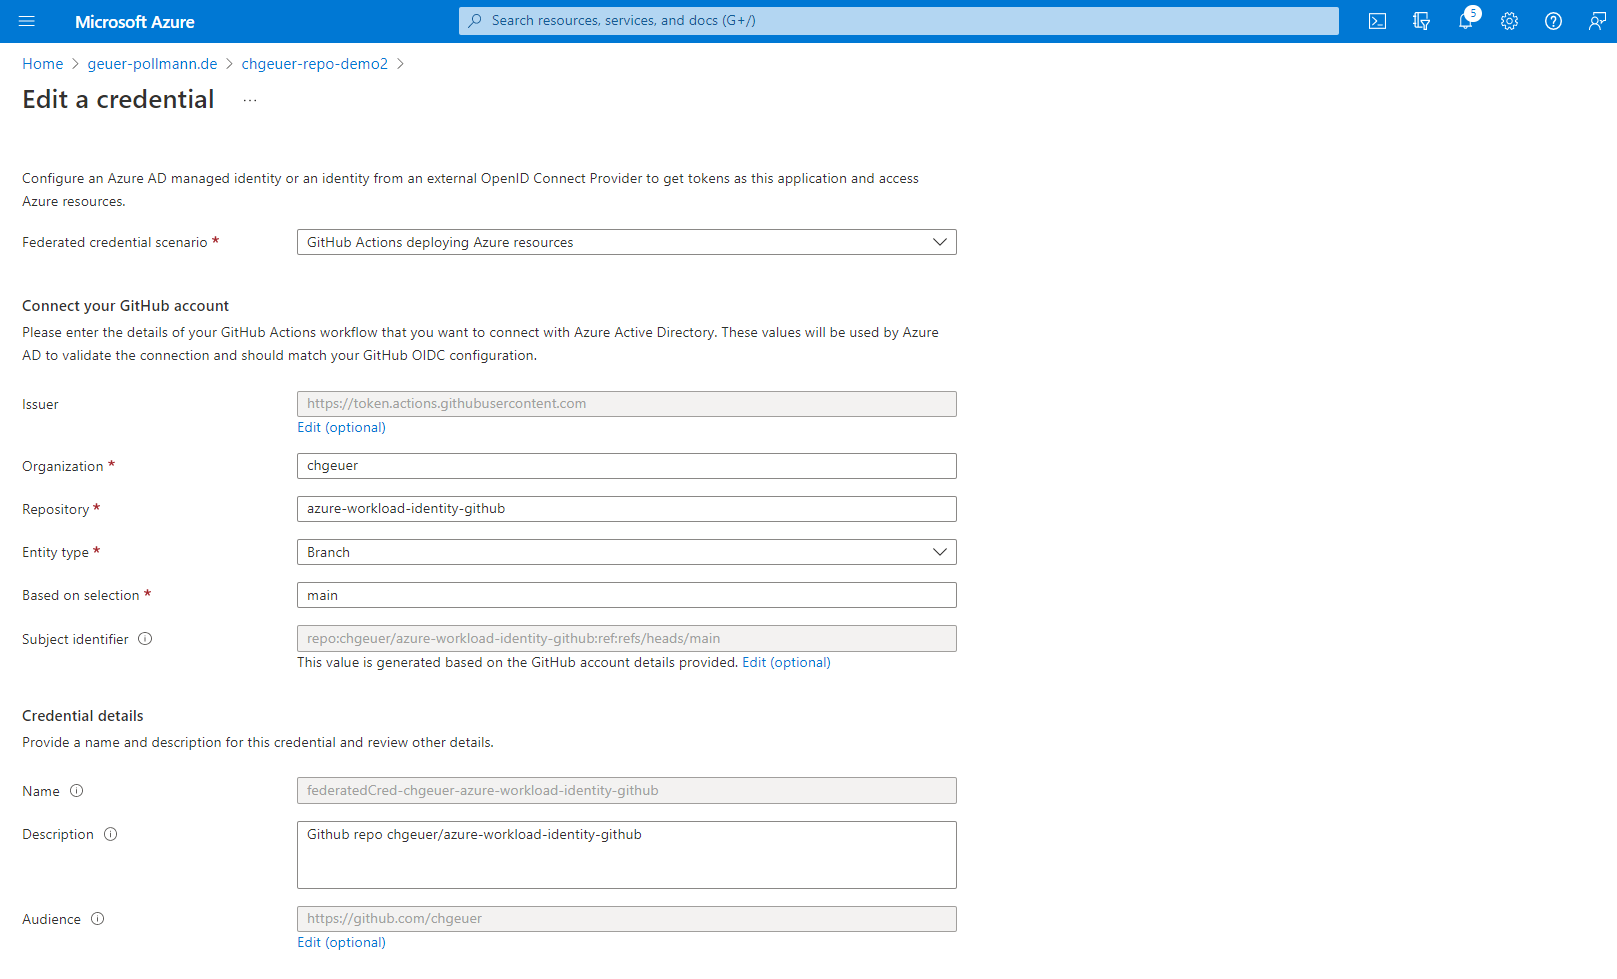 Microsoft Azure
Search resources, services, and docs (G+/)
5
Home > geuer-pollmann.de > chgeuer-repo-demo2 >
Edit a credential ...
Configure an Azure AD managed identity or an identity from an external OpenID Connect Provider to get tokens as this application and access
Azure resources.
Federated credential scenario *
GitHub Actions deploying Azure resources
Connect your GitHub account
Please enter the details of your GitHub Actions workflow that you want to connect with Azure Active Directory. These values will be used by Azure
AD to validate the connection and should match your GitHub OIDC configuration.
Issuer
https://token.actions.githubusercontent.com
Edit (optional)
Organization *
chgeuer
Repository *
azure-workload-identity-github
Entity type *
Branch
Based on selection *
main
Subject identifier
repo:chgeuer/azure-workload-identity-github:ref:refs/heads/main
This value is generated based on the GitHub account details provided. Edit (optional)
Credential details
Provide a name and description for this credential and review other details.
Name
federatedCred-chgeuer-azure-workload-identity-github
Description
Github repo chgeuer/azure-workload-identity-github
Audience
https://github.com/chgeuer
Edit (optional)